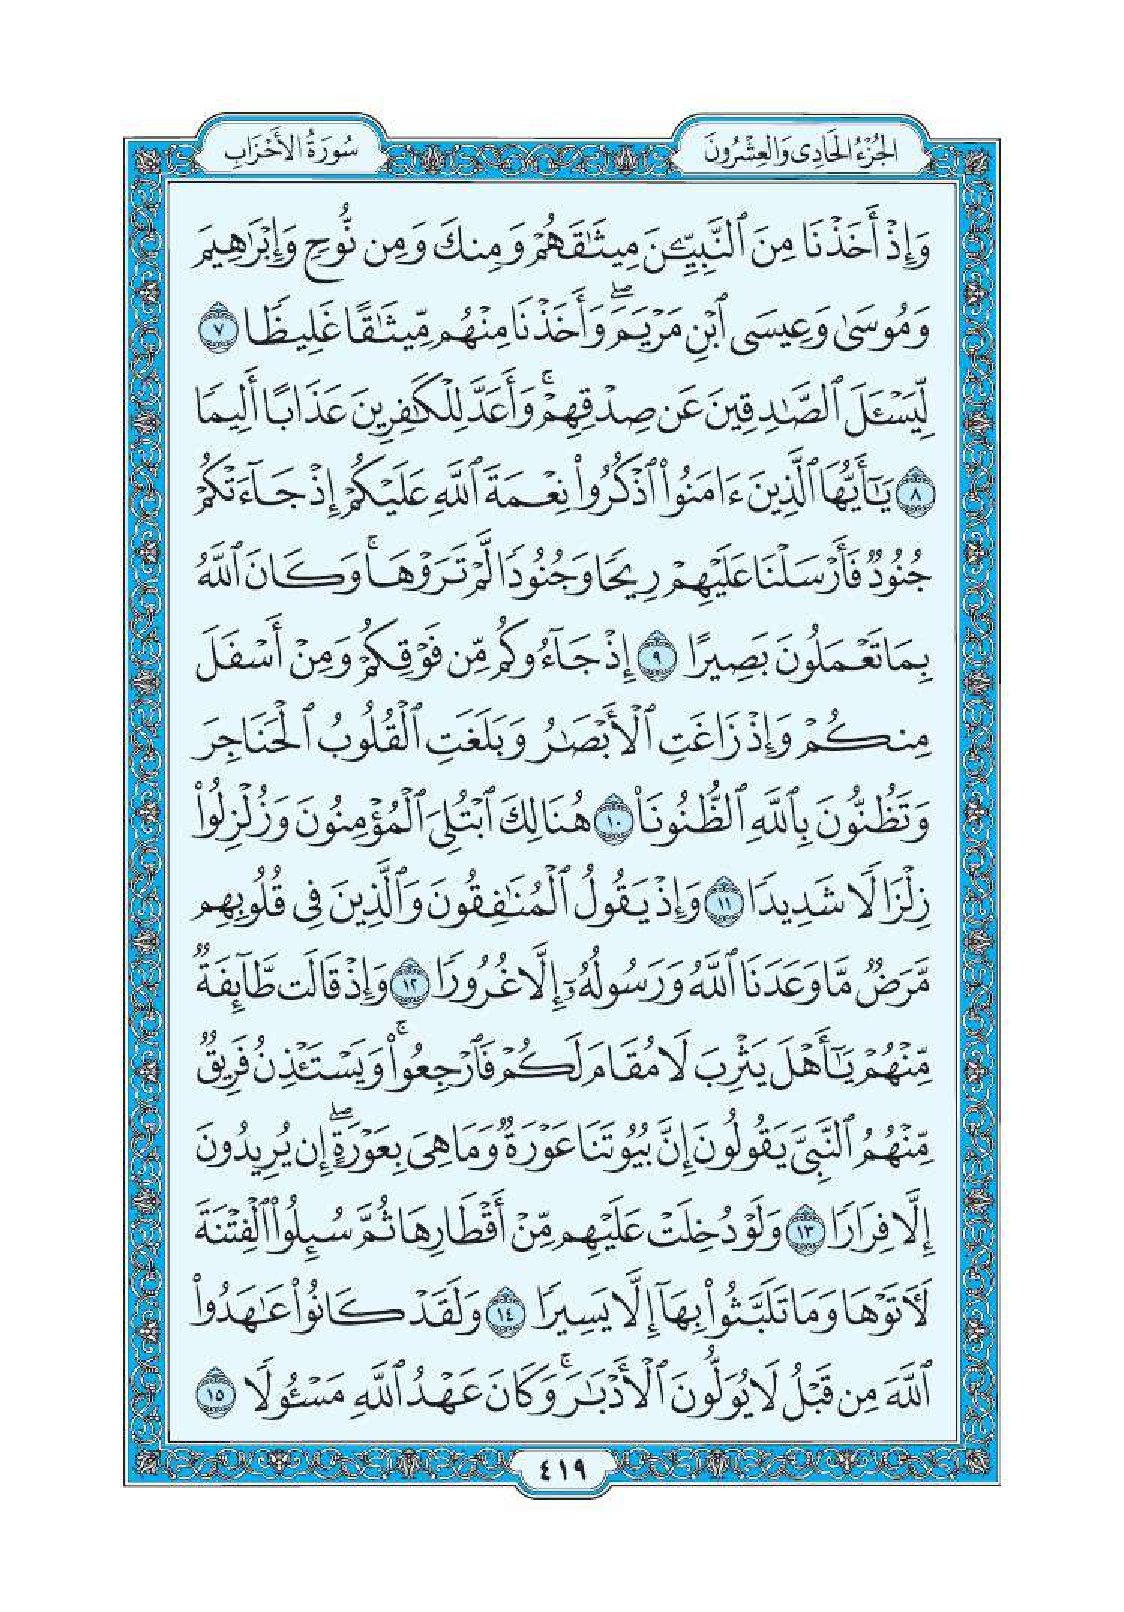 الجُزْءُ الحَادِى وَالعِشْرُونَ
سُورَةُ الأَحْزَابِ
وَإِذْ أَخَذْنَا مِنَ ٱلنَّبِيِّـۧنَ مِيثَٰقَهُمْ وَمِنكَ وَمِن نُّوحٍ وَإِبْرَٰهِيمَ
وَمُوسَىٰ وَعِيسَى ٱبْنِ مَرْيَمَۖ وَأَخَذْنَا مِنْهُم مِّيثَٰقًا غَلِيظًا ٧
لِّيَسْـَٔلَ ٱلصَّٰدِقِينَ عَن صِدْقِهِمْۚ وَأَعَدَّ لِلْكَٰفِرِينَ عَذَابًا أَلِيمًا
٨ يَٰٓأَيُّهَا ٱلَّذِينَ ءَامَنُوا۟ ٱذْكُرُوا۟ نِعْمَةَ ٱللَّهِ عَلَيْكُمْ إِذْ جَآءَتْكُمْ
جُنُودٌ فَأَرْسَلْنَا عَلَيْهِمْ رِيحًا وَجُنُودًا لَّمْ تَرَوْهَاۚ وَكَانَ ٱللَّهُ
بِمَا تَعْمَلُونَ بَصِيرًا ٩ إِذْ جَآءُوكُم مِّن فَوْقِكُمْ وَمِنْ أَسْفَلَ
مِنكُمْ وَإِذْ زَاغَتِ ٱلْأَبْصَٰرُ وَبَلَغَتِ ٱلْقُلُوبُ ٱلْحَنَاجِرَ
وَتَظُنُّونَ بِٱللَّهِ ٱلظُّنُونَا۠ ١٠ هُنَالِكَ ٱبْتُلِىَ ٱلْمُؤْمِنُونَ وَزُلْزِلُوا۟
زِلْزَالًا شَدِيدًا ١١ وَإِذْ يَقُولُ ٱلْمُنَٰفِقُونَ وَٱلَّذِينَ فِى قُلُوبِهِم
مَّرَضٌ مَّا وَعَدَنَا ٱللَّهُ وَرَسُولُهُۥٓ إِلَّا غُرُورًا ١٢ وَإِذْ قَالَت طَّآئِفَةٌ
مِّنْهُمْ يَٰٓأَهْلَ يَثْرِبَ لَا مُقَامَ لَكُمْ فَٱرْجِعُوا۟ۚ وَيَسْتَـْٔذِنُ فَرِيقٌ
مِّنْهُمُ ٱلنَّبِىَّ يَقُولُونَ إِنَّ بُيُوتَنَا عَوْرَةٌ وَمَا هِىَ بِعَوْرَةٍۖ إِن يُرِيدُونَ
إِلَّا فِرَارًا ١٣ وَلَوْ دُخِلَتْ عَلَيْهِم مِّنْ أَقْطَارِهَا ثُمَّ سُئِلُوا۟ ٱلْفِتْنَةَ
لَءَاتَوْهَا وَمَا تَلَبَّثُوا۟ بِهَآ إِلَّا يَسِيرًا ١٤ وَلَقَدْ كَانُوا۟ عَٰهَدُوا۟
ٱللَّهَ مِن قَبْلُ لَا يُوَلُّونَ ٱلْأَدْبَٰرَۚ وَكَانَ عَهْدُ ٱللَّهِ مَسْـُٔولًا ١٥
٤١٩